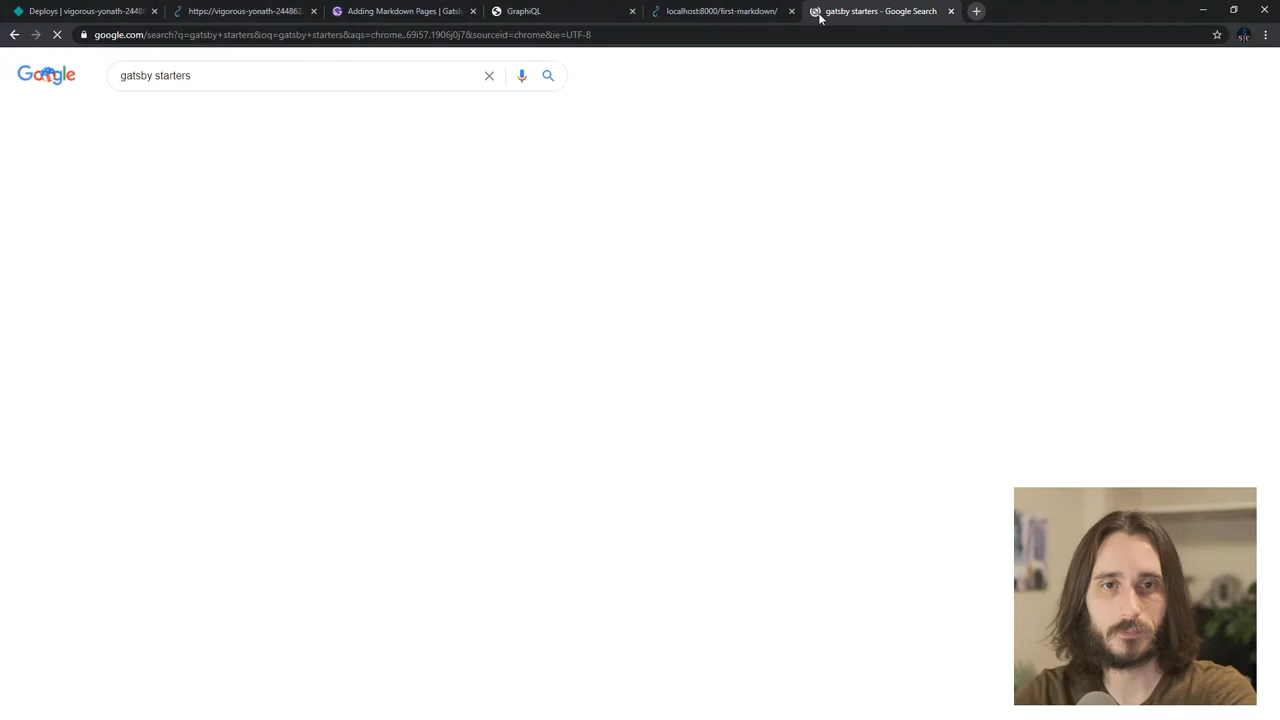 Deploys | vigorous-yonath-2448
https://vigorous-yonath-244862
Adding Markdown Pages | Gatsb
GraphiQL
localhost:8000/first-markdown/
gatsby starters - Google Search
google.com/search?q=gatsby+starters&oq=gatsby+starters&aqs=chrome..69i57.1906j0j7&sourceid=chrome&ie=UTF-8
Google
gatsby starters